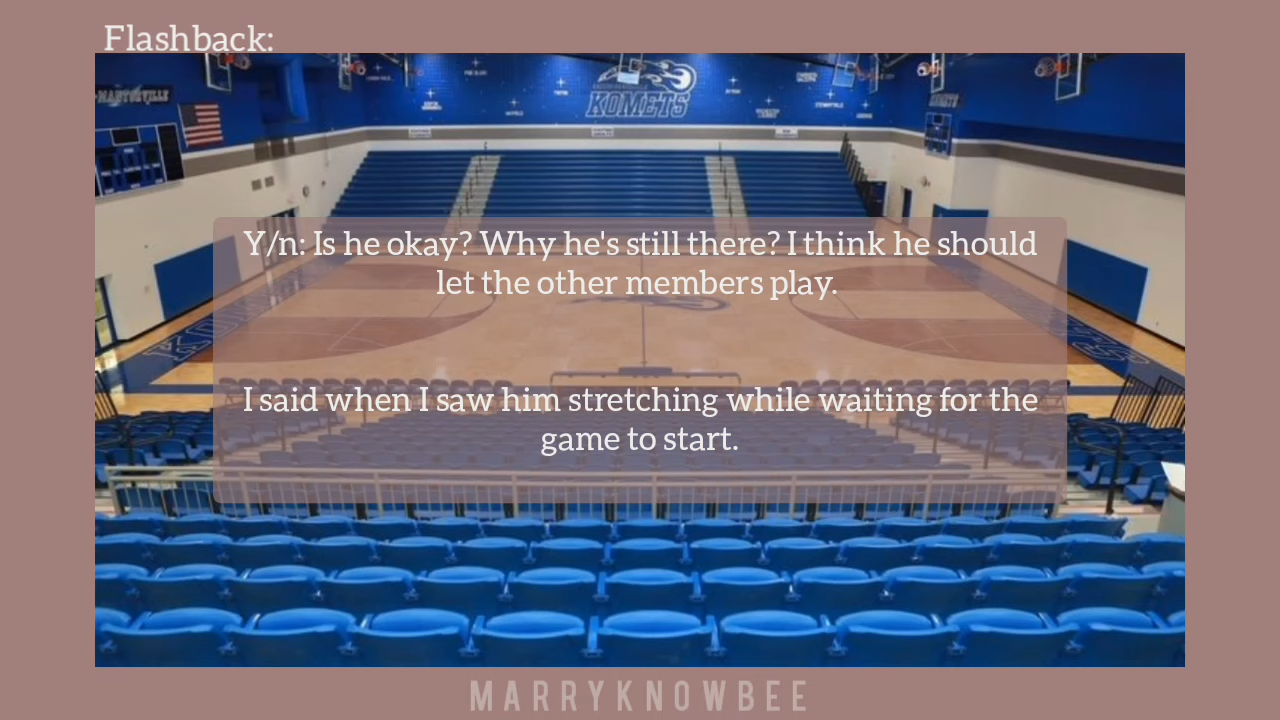 Flashback:
KOMETS
Y/n: Is he okay? Why he's still there? I think he should
let the other members play.
I said when I saw him stretching while waiting for the
game to start.
MARRYKNOWBEE